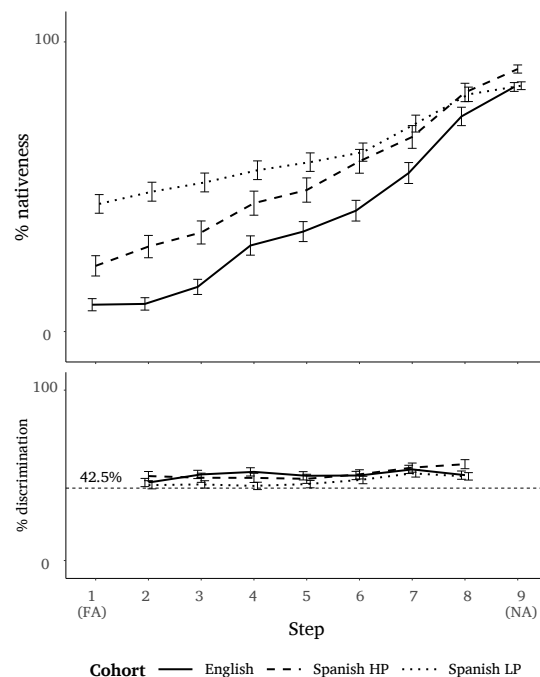 100
% nativeness
0
100
% discrimination
42.5%
0
1 2 3 4 5 6 7 8 9
(FA) (NA)
Step
Cohort English Spanish HP Spanish LP